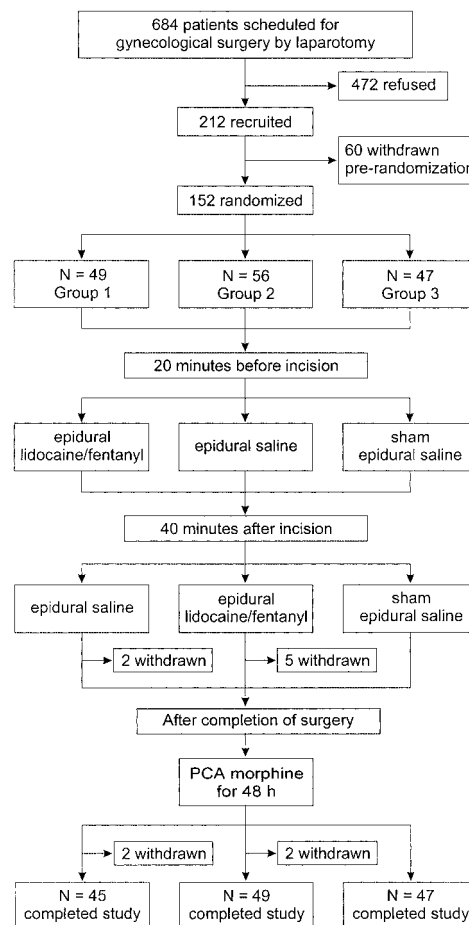 684 patients scheduled for
gynecological surgery by laparotomy
472 refused
212 recruited
60 withdrawn
pre-randomization
152 randomized
N = 49
Group 1
N = 56
Group 2
N = 47
Group 3
20 minutes before incision
epidural
lidocaine/fentanyl
epidural saline
sham
epidural saline
40 minutes after incision
epidural saline
epidural
lidocaine/fentanyl
sham
epidural saline
2 withdrawn
5 withdrawn
After completion of surgery
PCA morphine
for 48 h
2 withdrawn
2 withdrawn
N = 45
completed study
N = 49
completed study
N = 47
completed study